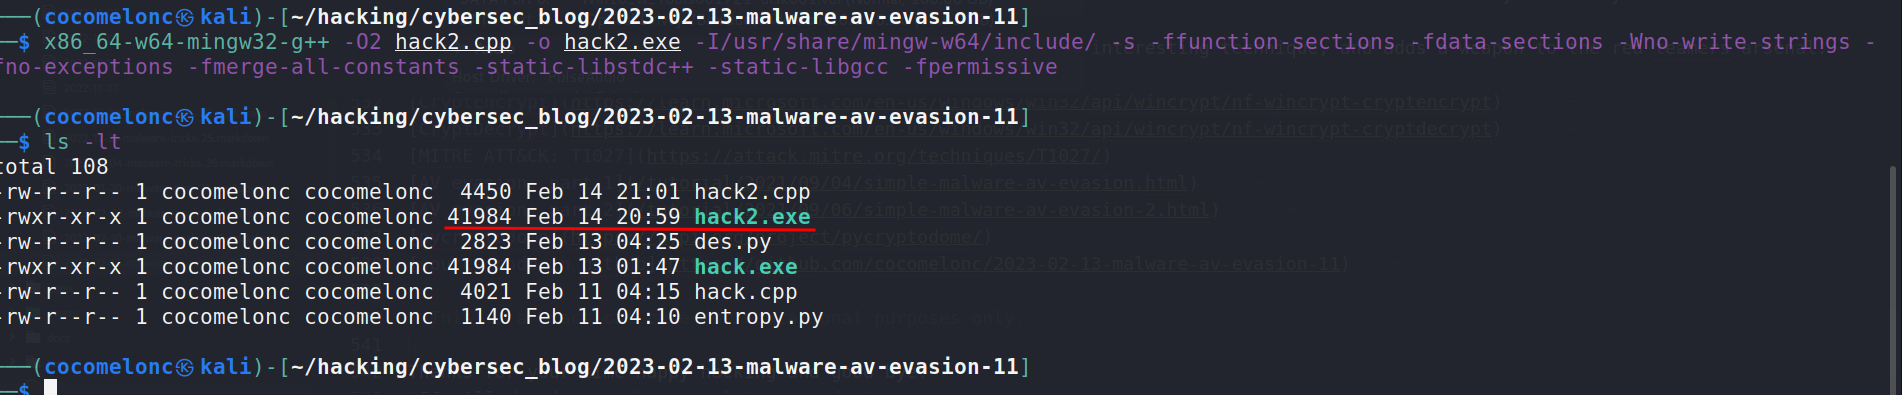 ──(cocomelonc㉿kali)-[~/hacking/cybersec_blog/2023-02-13-malware-av-evasion-11]
─$ x86_64-w64-mingw32-g++ -O2 hack2.cpp -o hack2.exe -I/usr/share/mingw-w64/include/ -s -ffunction-sections -fdata-sections -Wno-write-strings -
fno-exceptions -fmerge-all-constants -static-libstdc++ -static-libgcc -fpermissive
──(cocomelonc㉿kali)-[~/hacking/cybersec_blog/2023-02-13-malware-av-evasion-11]
─$ ls -lt
total 108
-rw-r--r-- 1 cocomelonc cocomelonc  4450 Feb 14 21:01 hack2.cpp
-rwxr-xr-x 1 cocomelonc cocomelonc 41984 Feb 14 20:59 hack2.exe
-rw-r--r-- 1 cocomelonc cocomelonc  2823 Feb 13 04:25 des.py
-rwxr-xr-x 1 cocomelonc cocomelonc 41984 Feb 13 01:47 hack.exe
-rw-r--r-- 1 cocomelonc cocomelonc  4021 Feb 11 04:15 hack.cpp
-rw-r--r-- 1 cocomelonc cocomelonc  1140 Feb 11 04:10 entropy.py
──(cocomelonc㉿kali)-[~/hacking/cybersec_blog/2023-02-13-malware-av-evasion-11]
─$